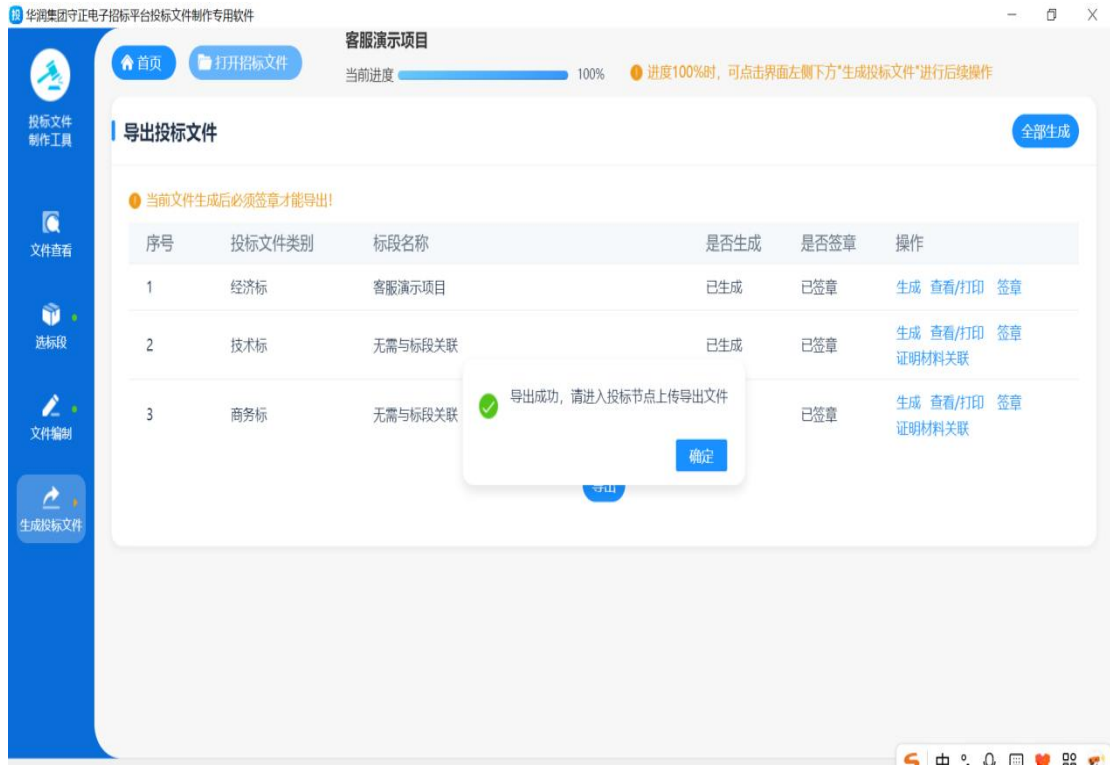 投 华润集团守正电子招标平台投标文件制作专用软件
投标文件
制作工具
文件查看
选标段
文件编制
生成投标文件
首页
打开招标文件
客服演示项目
当前进度 100% 进度100%时，可点击界面左侧下方"生成投标文件"进行后续操作
导出投标文件
全部生成
当前文件生成后必须签章才能导出!
序号 投标文件类别 标段名称 是否生成 是否签章 操作
1 经济标 客服演示项目 已生成 已签章 生成 查看/打印 签章
2 技术标 无需与标段关联 已生成 已签章 生成 查看/打印 签章
证明材料关联
3 商务标 无需与标段关联 已签章 生成 查看/打印 签章
证明材料关联
导出成功，请进入投标节点上传导出文件
确定
导出
中